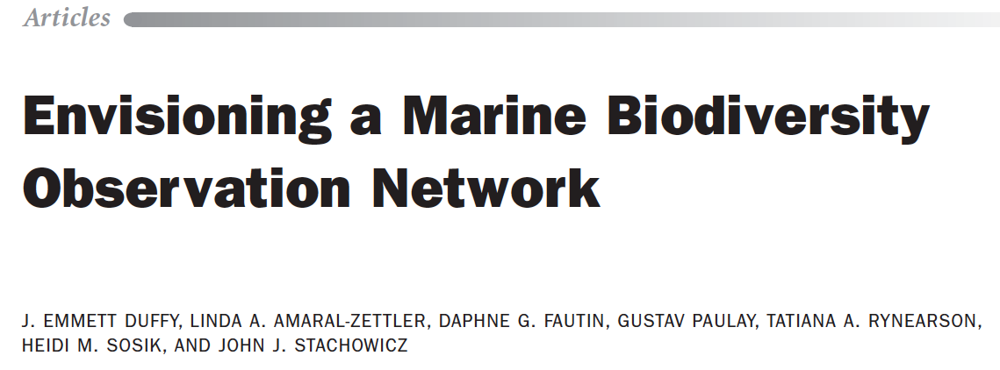 Articles
Envisioning a Marine Biodiversity
Observation Network
J. EMMETT DUFFY, LINDA A. AMARAL-ZETTLER, DAPHNE G. FAUTIN, GUSTAV PAULAY, TATIANA A. RYNEARSON,
HEIDI M. SOSIK, AND JOHN J. STACHOWICZ